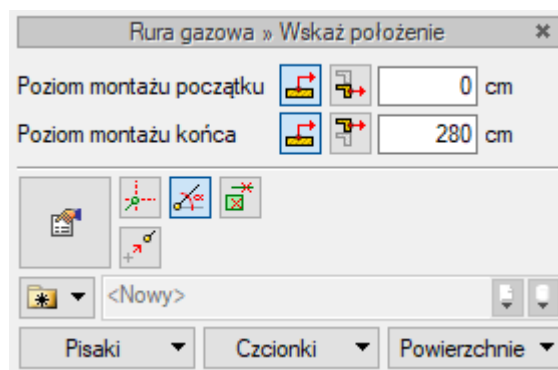 Rura gazowa » Wskaż położenie
Poziom montażu początku 0 cm
Poziom montażu końca 280 cm
<Nowy>
Pisaki Czcionki Powierzchnie